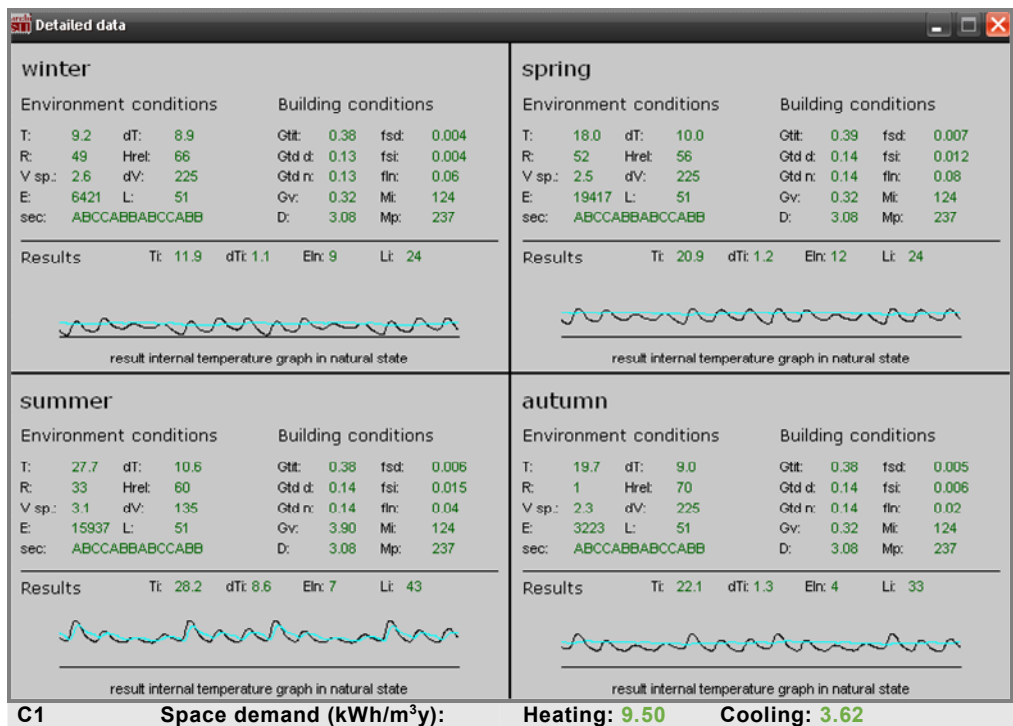 archi
sun Detailed data
winter
Environment conditions Building conditions
T: 9.2 dT: 8.9 Gtit: 0.38 fsd: 0.004
R: 49 Hrel: 66 Gtd d: 0.13 fsi: 0.004
V sp.: 2.6 dV: 225 Gtd n: 0.13 fln: 0.06
E: 6421 L: 51 Gv: 0.32 Mi: 124
sec: ABCCABBABCCABB D: 3.08 Mp: 237
Results Ti: 11.9 dTi: 1.1 Eln: 9 Li: 24
result internal temperature graph in natural state
spring
Environment conditions Building conditions
T: 18.0 dT: 10.0 Gtit: 0.39 fsd: 0.007
R: 52 Hrel: 56 Gtd d: 0.14 fsi: 0.012
V sp.: 2.5 dV: 225 Gtd n: 0.14 fln: 0.08
E: 19417 L: 51 Gv: 0.32 Mi: 124
sec: ABCCABBABCCABB D: 3.08 Mp: 237
Results Ti: 20.9 dTi: 1.2 Eln: 12 Li: 24
result internal temperature graph in natural state
summer
Environment conditions Building conditions
T: 27.7 dT: 10.6 Gtit: 0.38 fsd: 0.006
R: 33 Hrel: 60 Gtd d: 0.14 fsi: 0.015
V sp.: 3.1 dV: 135 Gtd n: 0.14 fln: 0.04
E: 15937 L: 51 Gv: 3.90 Mi: 124
sec: ABCCABBABCCABB D: 3.08 Mp: 237
Results Ti: 28.2 dTi: 8.6 Eln: 7 Li: 43
result internal temperature graph in natural state
autumn
Environment conditions Building conditions
T: 19.7 dT: 9.0 Gtit: 0.38 fsd: 0.005
R: 1 Hrel: 70 Gtd d: 0.14 fsi: 0.006
V sp.: 2.3 dV: 225 Gtd n: 0.14 fln: 0.02
E: 3223 L: 51 Gv: 0.32 Mi: 124
sec: ABCCABBABCCABB D: 3.08 Mp: 237
Results Ti: 22.1 dTi: 1.3 Eln: 4 Li: 33
result internal temperature graph in natural state
C1 Space demand (kWh/m³y): Heating: 9.50 Cooling: 3.62